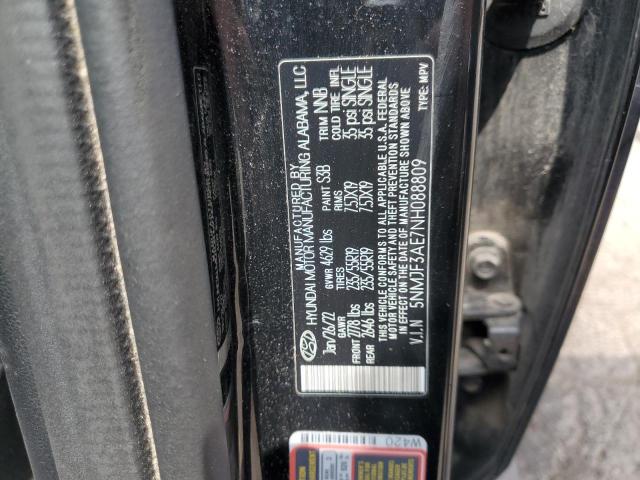 MANUFACTURED BY
HYUNDAI MOTOR MANUFACTURING ALABAMA, LLC
Jan/26/22 GVWR 4629 lbs PAINT S3B TRIM NNB
GAWR TIRES RIMS COLD TIRE INFL
FRONT 2778 lbs 235/55R19 7.5JX19 35 psi SINGLE
REAR 2646 lbs 235/55R19 7.5JX19 35 psi SINGLE
THIS VEHICLE CONFORMS TO ALL APPLICABLE U.S.A. FEDERAL
MOTOR VEHICLE SAFETY AND THEFT PREVENTION STANDARDS
IN EFFECT ON THE DATE OF MANUFACTURE SHOWN ABOVE
V.I.N 5NMJF3AE7NH088809 TYPE: MPV
W420